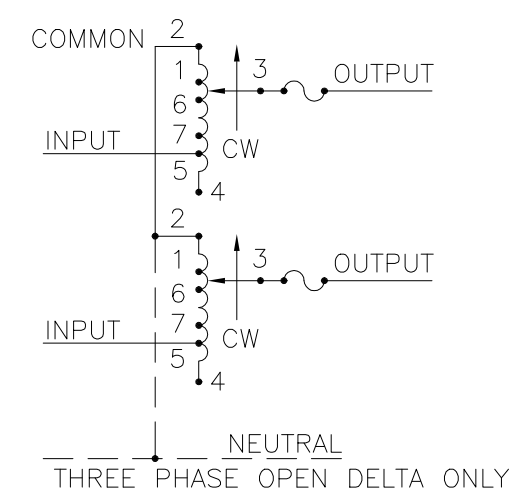 COMMON 2
1 3 OUTPUT
6
INPUT 7 CW
5
4
2
1 3 OUTPUT
6
INPUT 7 CW
5
4
NEUTRAL
THREE PHASE OPEN DELTA ONLY